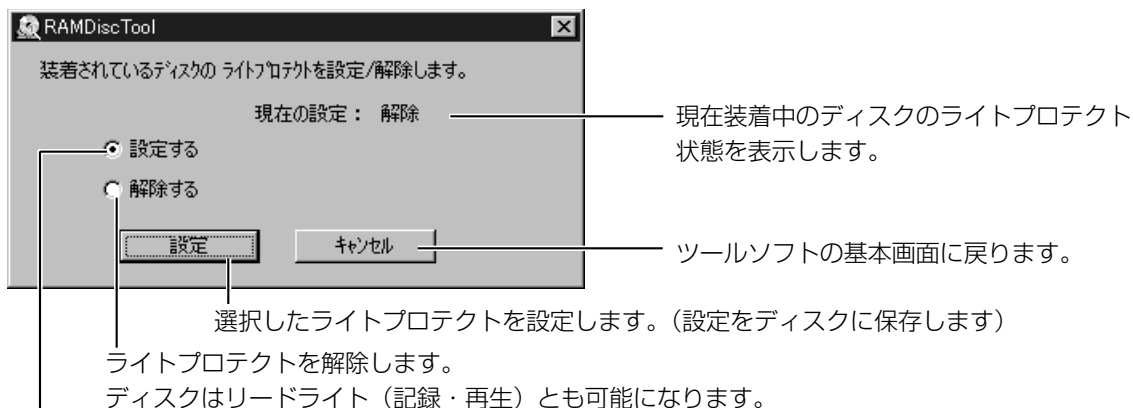 RAMDiscTool
装着されているﾃﾞｨｽｸの ﾗｲﾄﾌﾟﾛﾃｸﾄを設定/解除します。
現在の設定： 解除
現在装着中のディスクのライトプロテクト
状態を表示します。
設定する
解除する
設定
ｷｬﾝｾﾙ
ツールソフトの基本画面に戻ります。
選択したライトプロテクトを設定します。（設定をディスクに保存します）
ライトプロテクトを解除します。
ディスクはリードライト（記録・再生）とも可能になります。